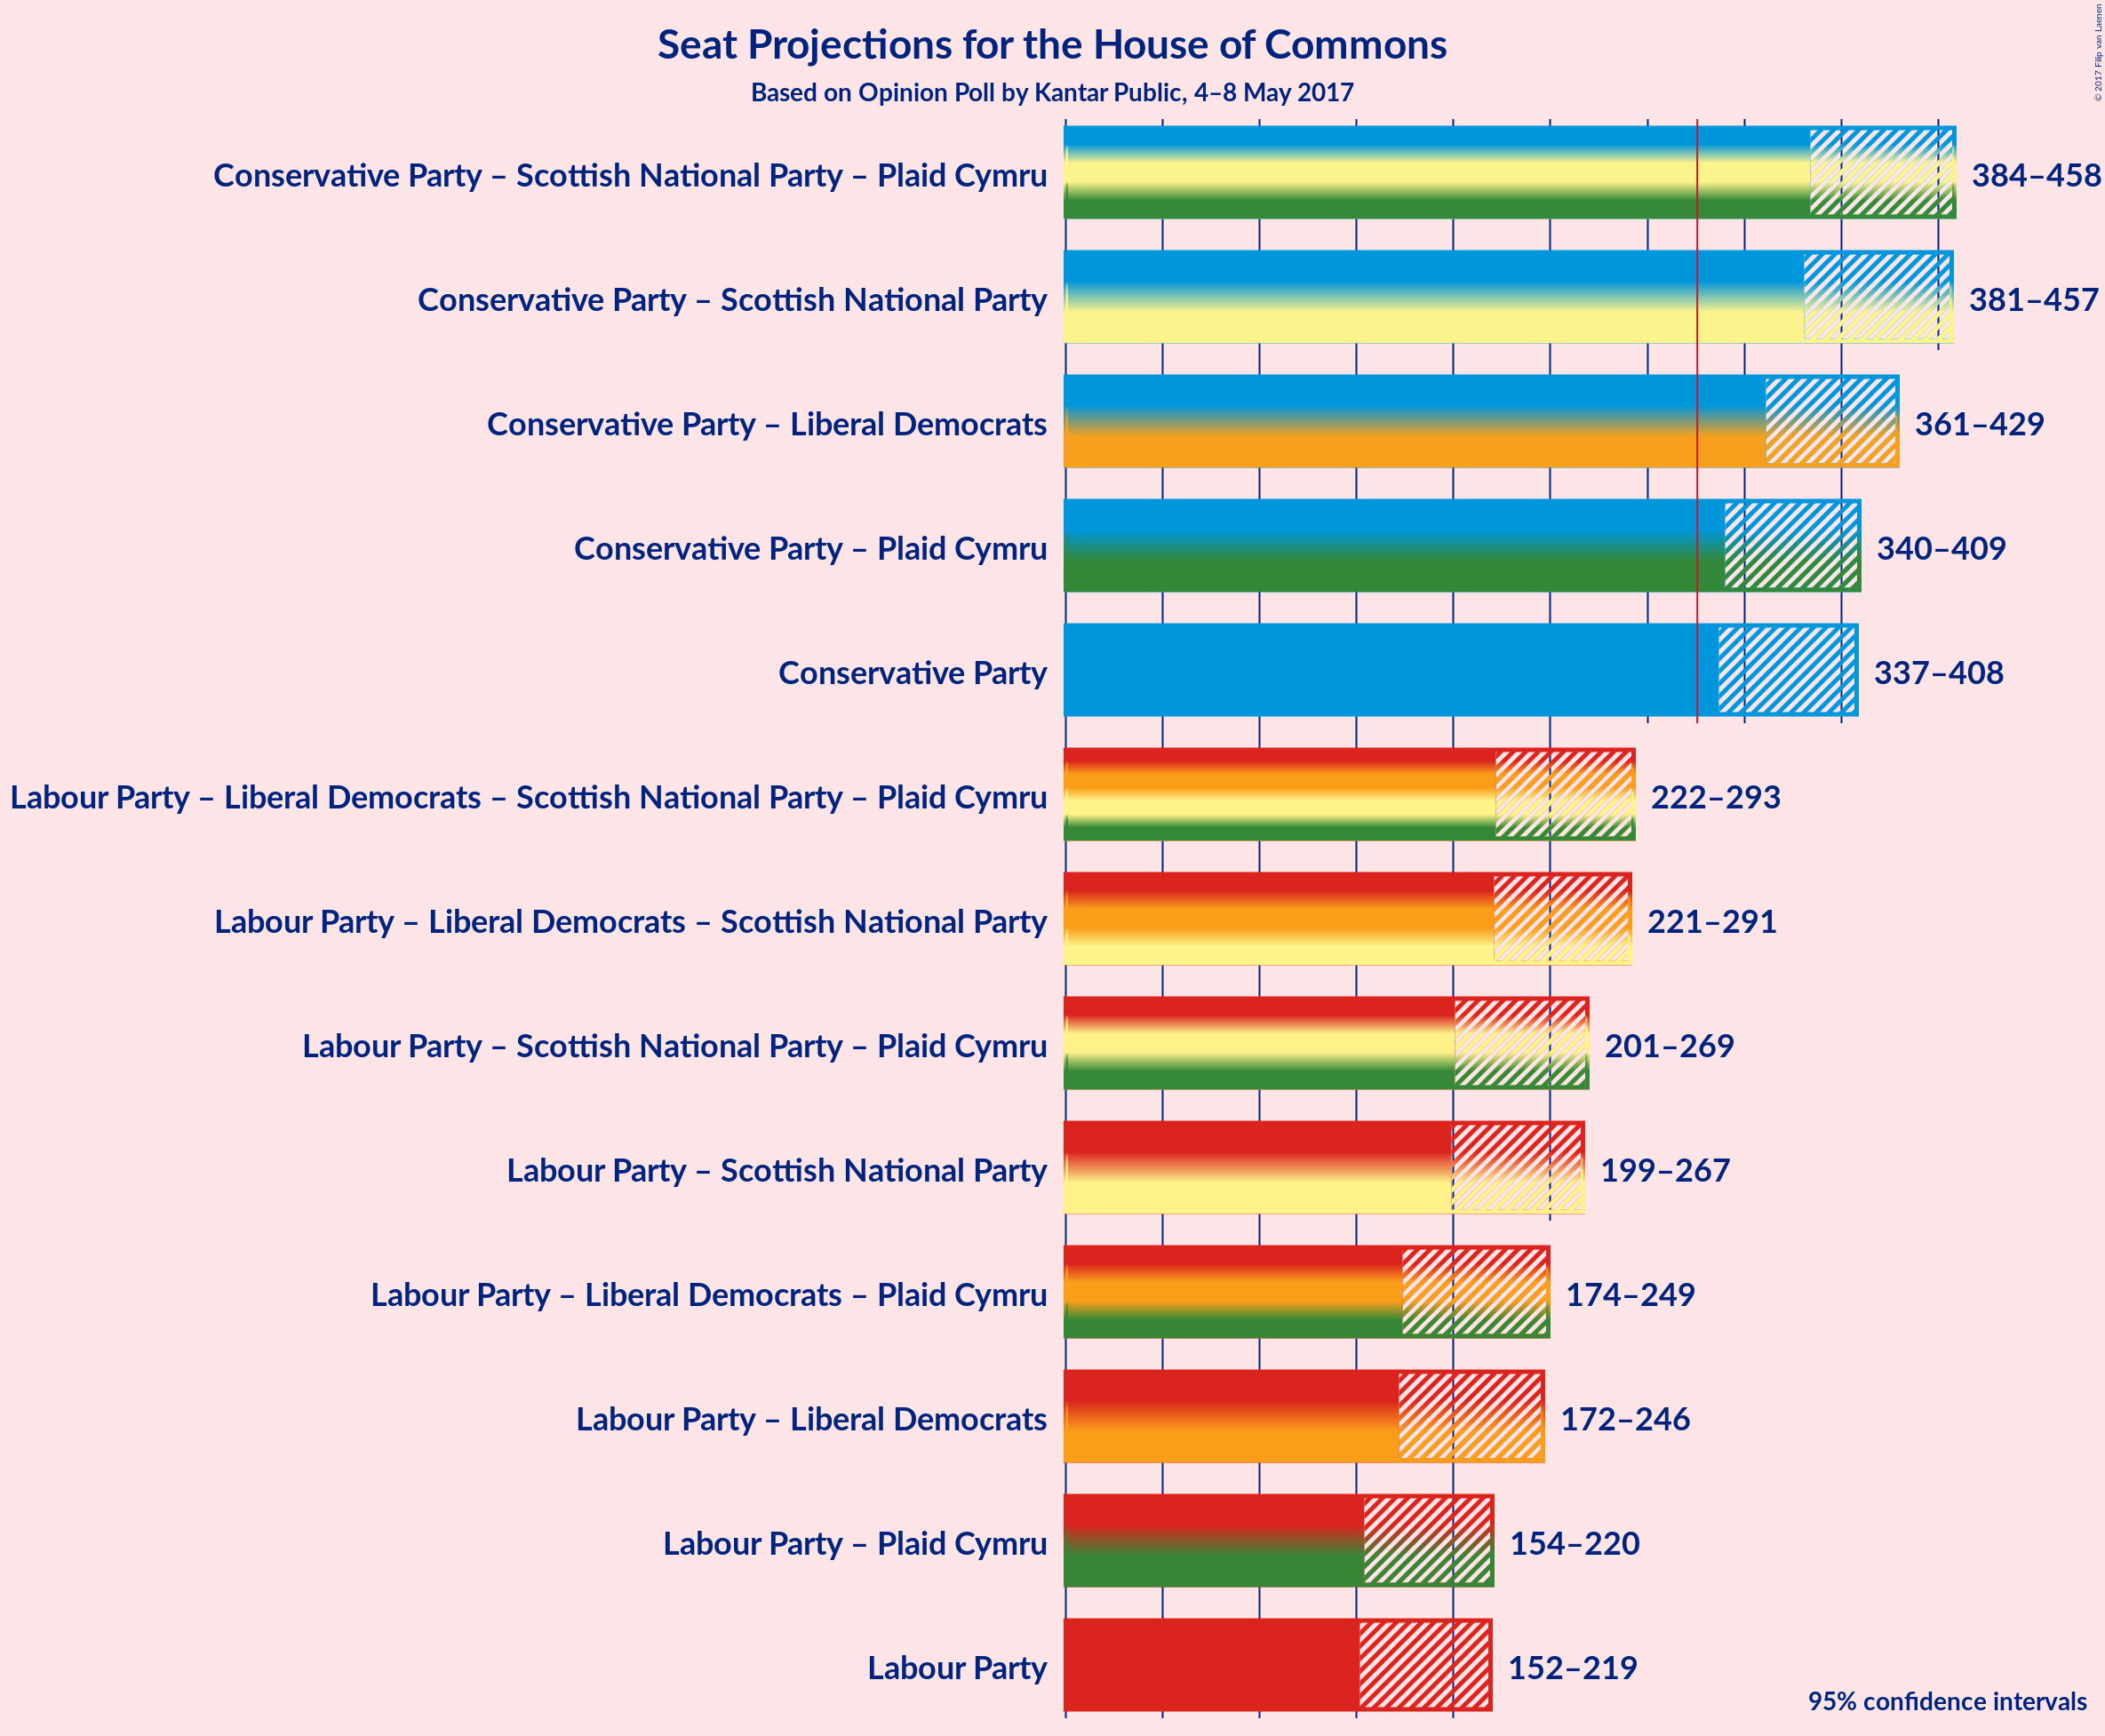 Seat Projections for the House of Commons
Based on Opinion Poll by Kantar Public, 4–8 May 2017
© 2017 Filip van Laenen
Conservative Party – Scottish National Party – Plaid Cymru 384–458
Conservative Party – Scottish National Party 381–457
Conservative Party – Liberal Democrats 361–429
Conservative Party – Plaid Cymru 340–409
Conservative Party 337–408
Labour Party – Liberal Democrats – Scottish National Party – Plaid Cymru 222–293
Labour Party – Liberal Democrats – Scottish National Party 221–291
Labour Party – Scottish National Party – Plaid Cymru 201–269
Labour Party – Scottish National Party 199–267
Labour Party – Liberal Democrats – Plaid Cymru 174–249
Labour Party – Liberal Democrats 172–246
Labour Party – Plaid Cymru 154–220
Labour Party 152–219
95% confidence intervals